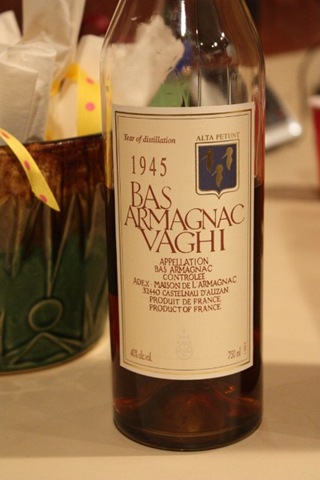 Year of distillation
ALTA PETUNT
1945
BAS
ARMAGNAC
VAGHI
APPELLATION
BAS ARMAGNAC
CONTROLEE
ADEX - MAISON DE L'ARMAGNAC
32440 CASTELNAU D'AUZAN
PRODUIT DE FRANCE
PRODUCT OF FRANCE
40% alc.vol.
750 ml